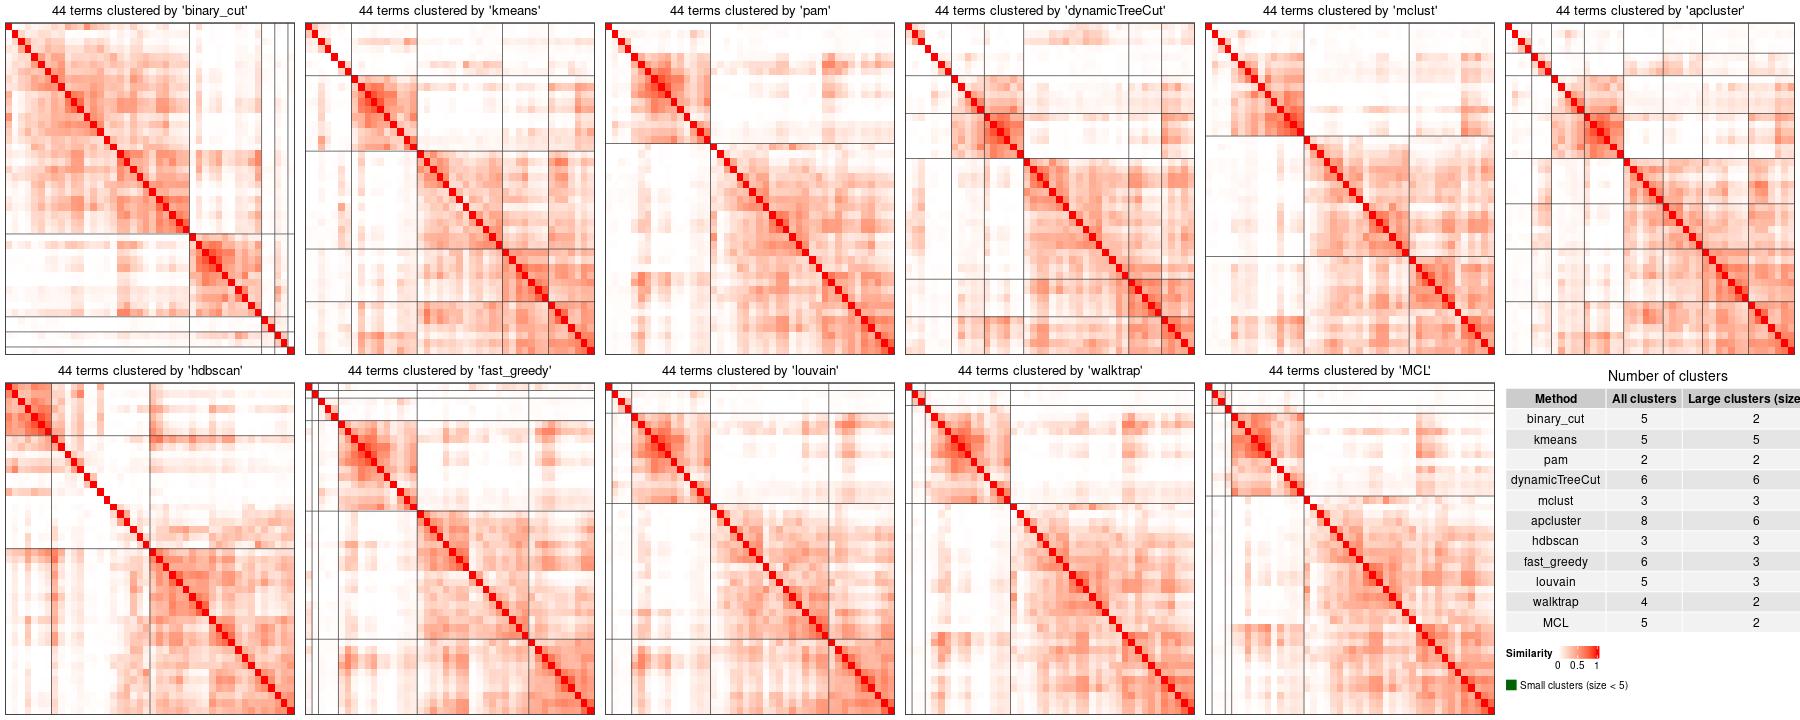 44 terms clustered by 'binary_cut'
44 terms clustered by 'kmeans'
44 terms clustered by 'pam'
44 terms clustered by 'dynamicTreeCut'
44 terms clustered by 'mclust'
44 terms clustered by 'apcluster'
44 terms clustered by 'hdbscan'
44 terms clustered by 'fast_greedy'
44 terms clustered by 'louvain'
44 terms clustered by 'walktrap'
44 terms clustered by 'MCL'
Number of clusters
Method All clusters Large clusters (size
binary_cut 5 2
kmeans 5 5
pam 2 2
dynamicTreeCut 6 6
mclust 3 3
apcluster 8 6
hdbscan 3 3
fast_greedy 6 3
louvain 5 3
walktrap 4 2
MCL 5 2
Similarity
0 0.5 1
Small clusters (size < 5)